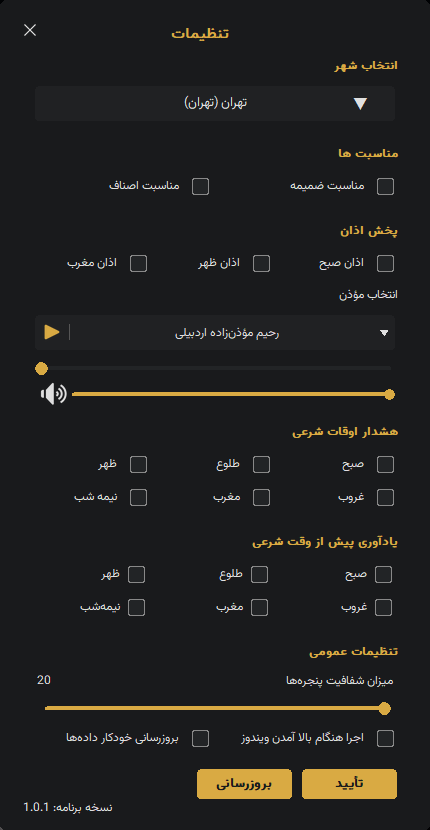 تنظیمات
انتخاب شهر
تهران (تهران)
مناسبت ها
مناسبت ضمیمه مناسبت اصناف
پخش اذان
اذان صبح اذان ظهر اذان مغرب
انتخاب مؤذن
رحیم مؤذن‌زاده اردبیلی
هشدار اوقات شرعی
صبح طلوع ظهر
غروب مغرب نیمه شب
یادآوری پیش از وقت شرعی
صبح طلوع ظهر
غروب مغرب نیمه‌شب
تنظیمات عمومی
میزان شفافیت پنجره‌ها 20
اجرا هنگام بالا آمدن ویندوز بروزرسانی خودکار داده‌ها
تأیید بروزرسانی
نسخه برنامه: 1.0.1